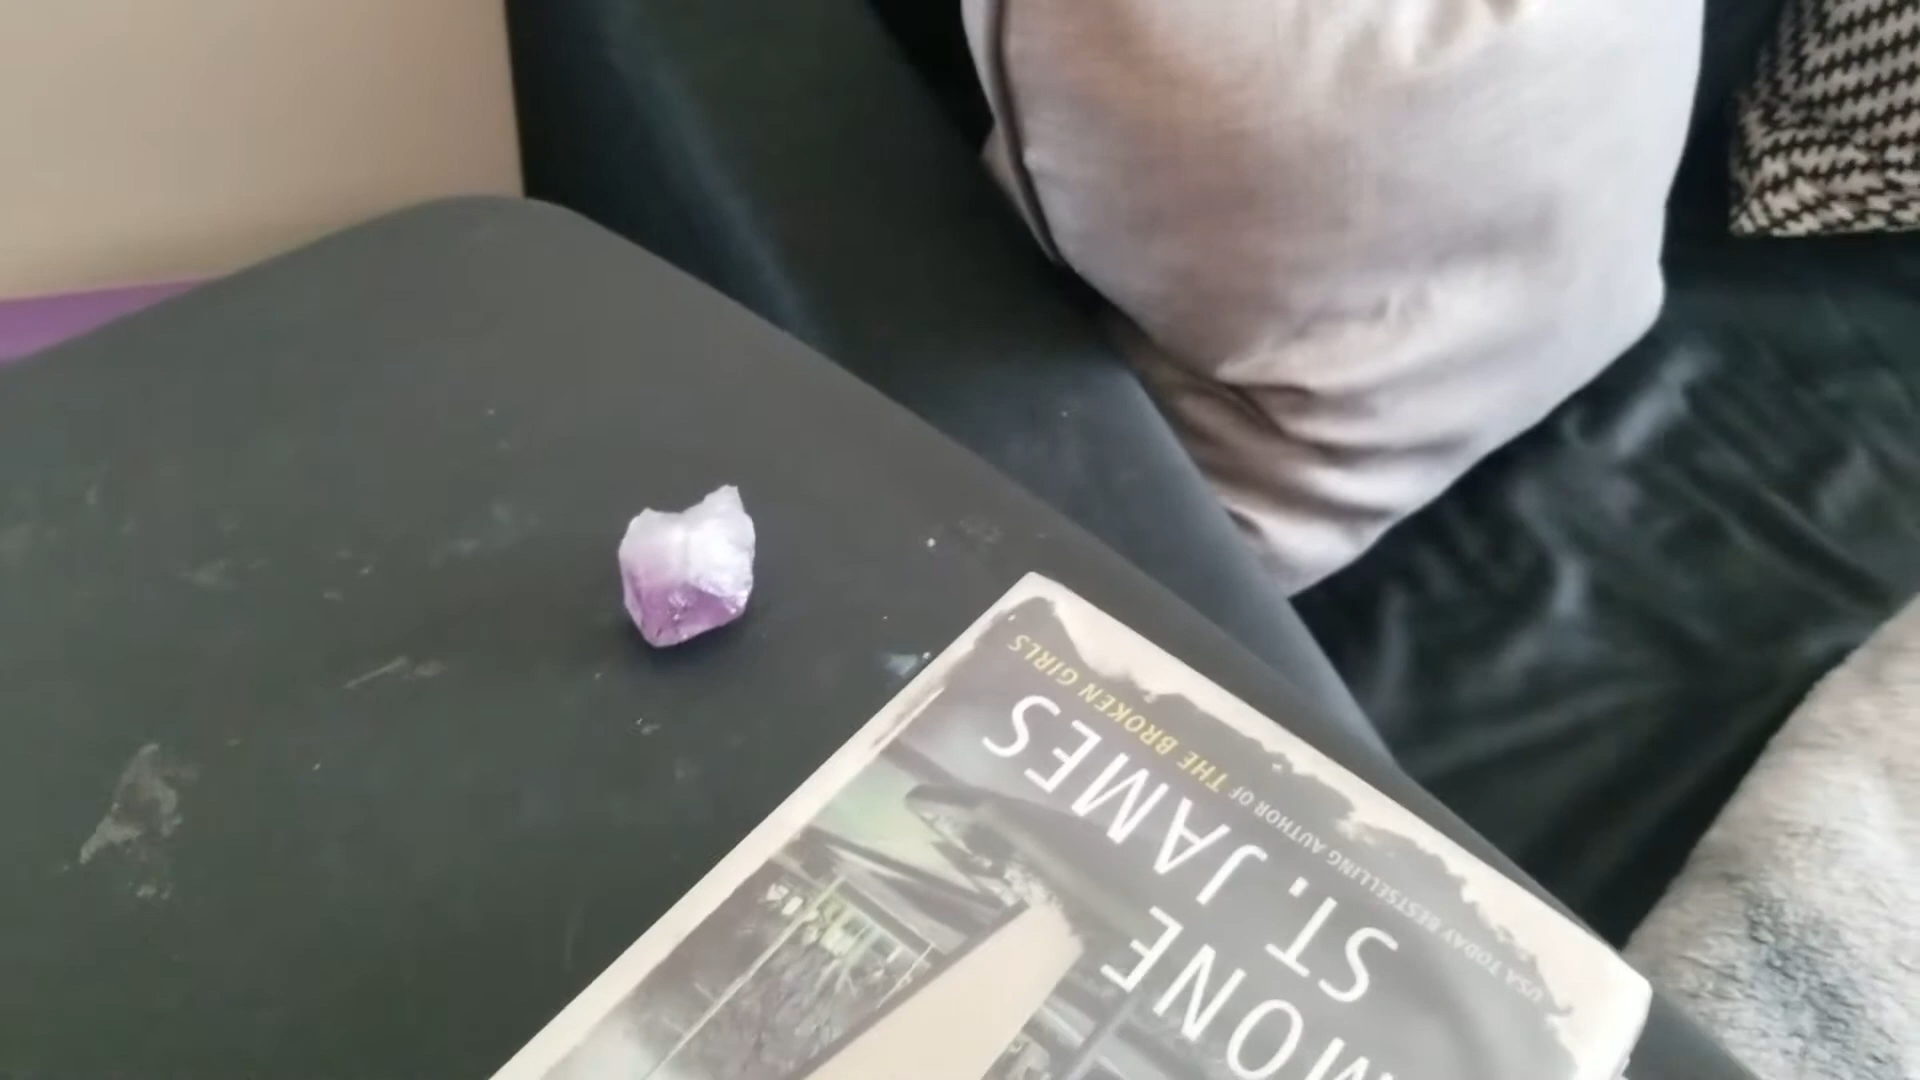 USA TODAY BESTSELLING AUTHOR OF THE BROKEN GIRLS
MONE
ST. JAMES